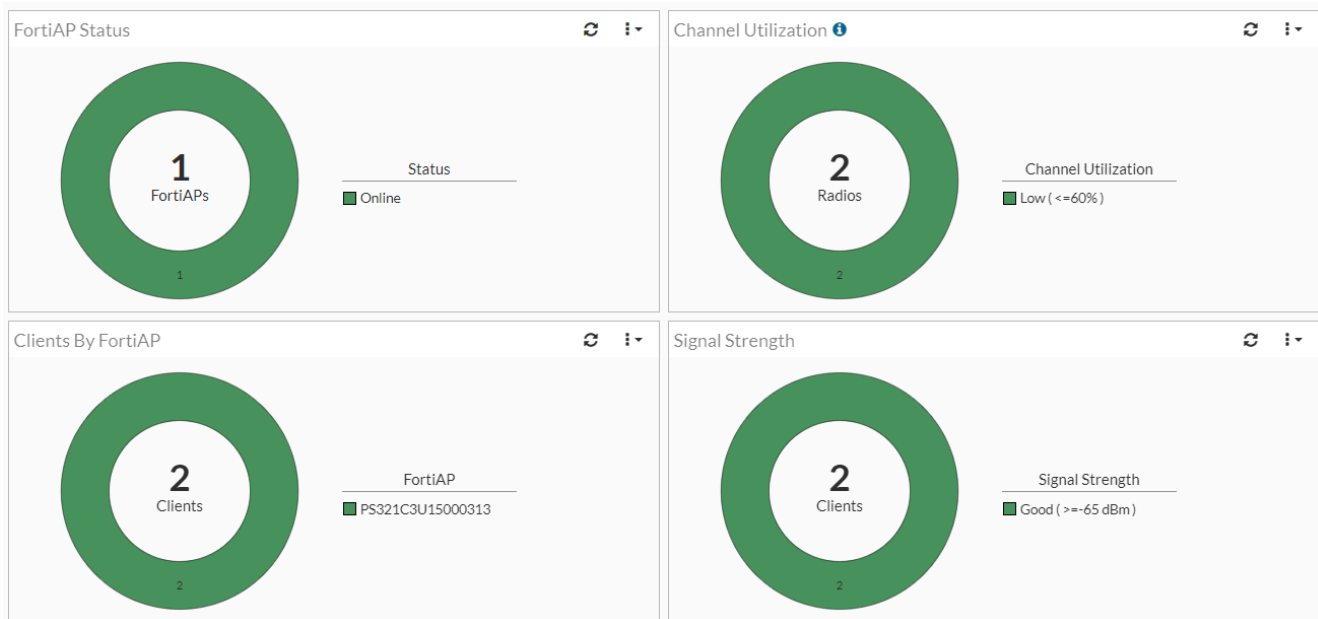 FortiAP Status
1
FortiAPs
1
Status
Online
Channel Utilization
2
Radios
2
Channel Utilization
Low ( <=60% )
Clients By FortiAP
2
Clients
2
FortiAP
PS321C3U15000313
Signal Strength
2
Clients
2
Signal Strength
Good ( >=-65 dBm )